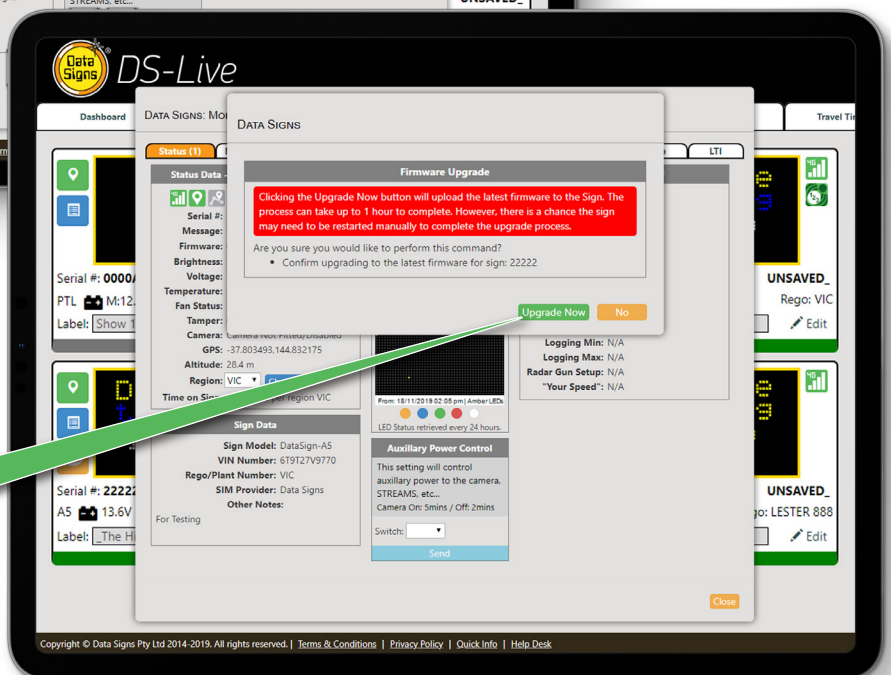 STREAMS, etc...
UNSAVED_
Data Signs
DS-Live
Dashboard
DATA SIGNS: MO
DATA SIGNS
Travel Ti
Status (1)
LTI
Status Data
Firmware Upgrade
Clicking the Upgrade Now button will upload the latest firmware to the Sign. The
process can take up to 1 hour to complete. However, there is a chance the sign
may need to be restarted manually to complete the upgrade process.
Are you sure you would like to perform this command?
• Confirm upgrading to the latest firmware for sign: 22222
Upgrade Now
No
4G
Serial #:
Message:
Firmware:
Brightness:
Voltage:
Temperature:
Fan Status:
Tamper:
Camera: Camera Not Fitted/Disabled
GPS: -37.803493,144.832175
Altitude: 28.4 m
Region: VIC
Time on Sign
per region VIC
Serial #: 0000
PTL M:12.
Label: Show 1
UNSAVED_
Rego: VIC
Edit
Logging Min: N/A
Logging Max: N/A
Radar Gun Setup: N/A
"Your Speed": N/A
From: 18/11/2019 02:05 pm | Amber LEDs
LED Status retrieved every 24 hours.
Sign Data
Sign Model: DataSign-A5
VIN Number: 6T9T27V9770
Rego/Plant Number: VIC
SIM Provider: Data Signs
Other Notes:
For Testing
Auxillary Power Control
This setting will control
auxillary power to the camera,
STREAMS, etc...
Camera On: 5mins / Off: 2mins
Switch:
Send
4G
Serial #: 22222
A5 13.6V
Label: _The Hi
UNSAVED_
go: LESTER 888
Edit
Close
Copyright © Data Signs Pty Ltd 2014-2019. All rights reserved. | Terms & Conditions | Privacy Policy | Quick Info | Help Desk